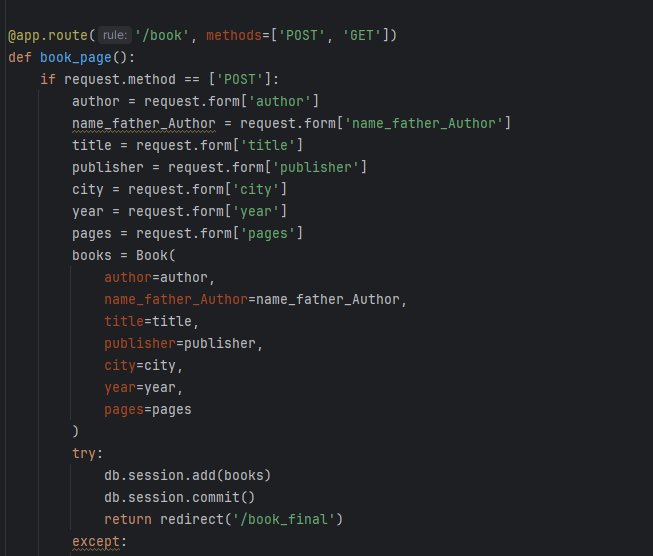 @app.route(rule: '/book', methods=['POST', 'GET'])
def book_page():
if request.method == ['POST']:
author = request.form['author']
name_father_Author = request.form['name_father_Author']
title = request.form['title']
publisher = request.form['publisher']
city = request.form['city']
year = request.form['year']
pages = request.form['pages']
books = Book(
author=author,
name_father_Author=name_father_Author,
title=title,
publisher=publisher,
city=city,
year=year,
pages=pages
)
try:
db.session.add(books)
db.session.commit()
return redirect('/book_final')
except: